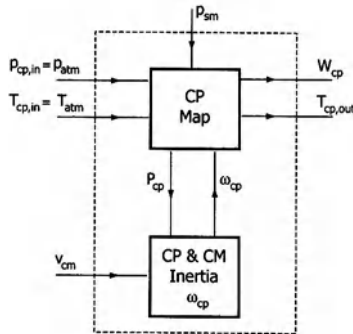 p_sm
p_cp,in = p_atm
T_cp,in = T_atm
CP
Map
W_cp
T_cp,out
P_cp
ω_cp
v_cm
CP & CM
Inertia
ω_cp